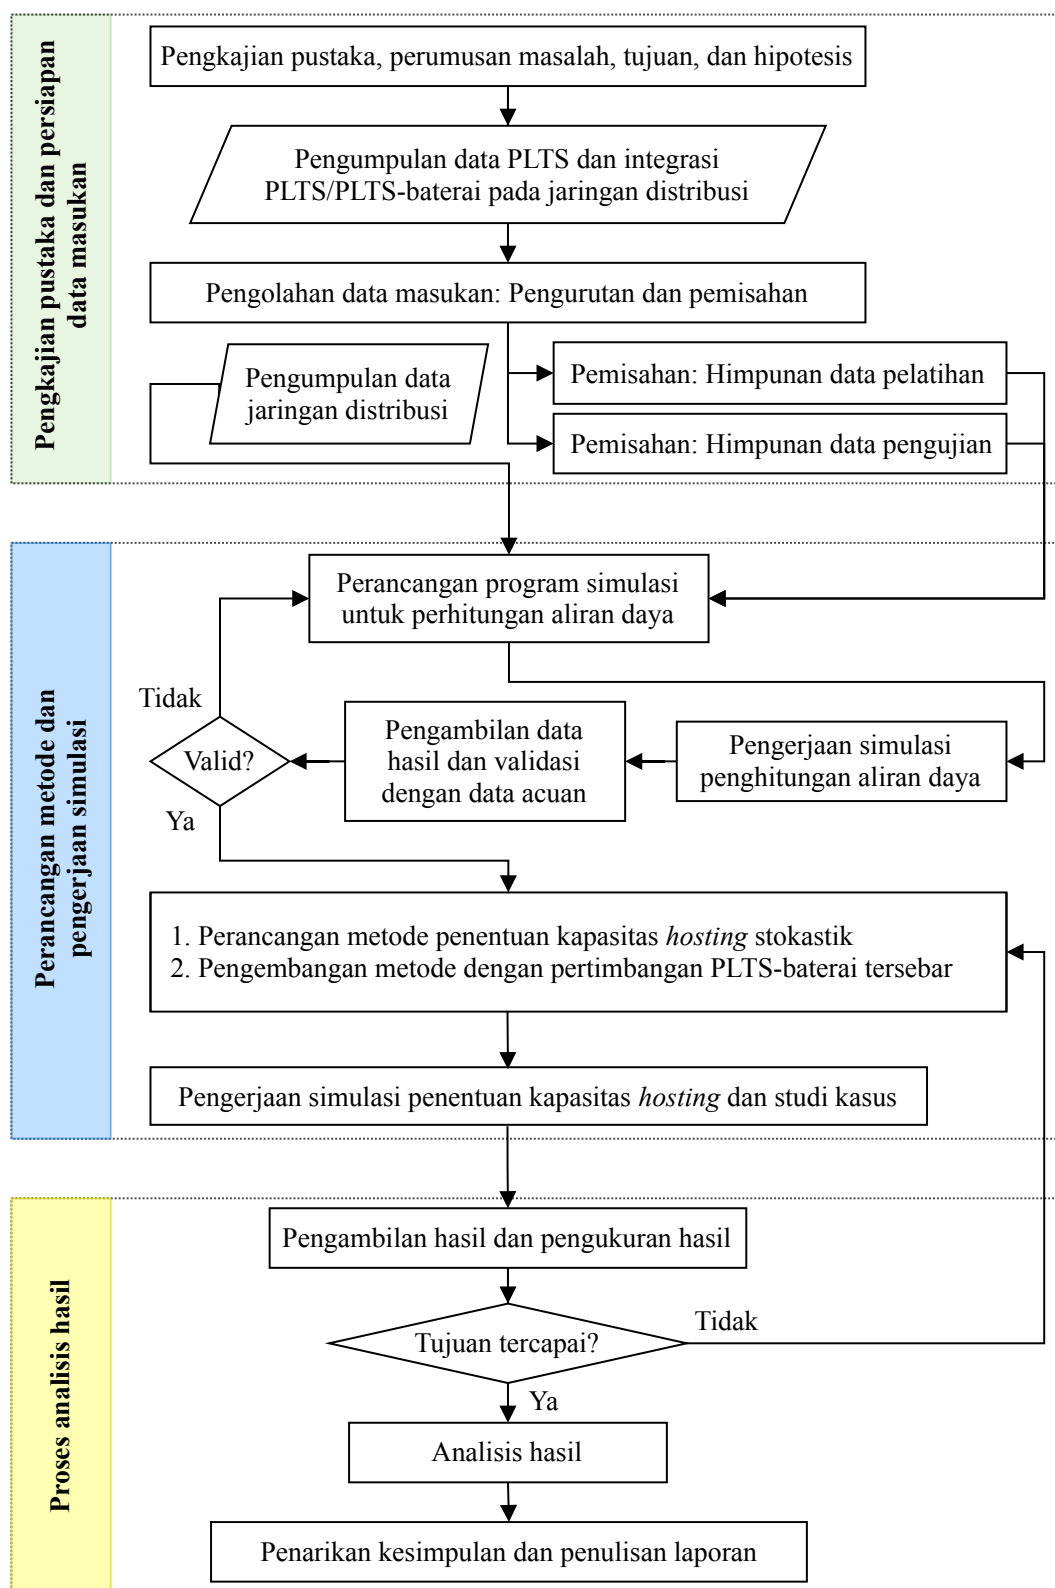 Pengkajian pustaka dan persiapan
data masukan
Pengkajian pustaka, perumusan masalah, tujuan, dan hipotesis
Pengumpulan data PLTS dan integrasi
PLTS/PLTS-baterai pada jaringan distribusi
Pengolahan data masukan: Pengurutan dan pemisahan
Pengumpulan data
jaringan distribusi
Pemisahan: Himpunan data pelatihan
Pemisahan: Himpunan data pengujian
Perancangan metode dan
pengerjaan simulasi
Perancangan program simulasi
untuk perhitungan aliran daya
Tidak
Valid?
Ya
Pengambilan data
hasil dan validasi
dengan data acuan
Pengerjaan simulasi
penghitungan aliran daya
1. Perancangan metode penentuan kapasitas hosting stokastik
2. Pengembangan metode dengan pertimbangan PLTS-baterai tersebar
Pengerjaan simulasi penentuan kapasitas hosting dan studi kasus
Proses analisis hasil
Pengambilan hasil dan pengukuran hasil
Tujuan tercapai?
Tidak
Ya
Analisis hasil
Penarikan kesimpulan dan penulisan laporan